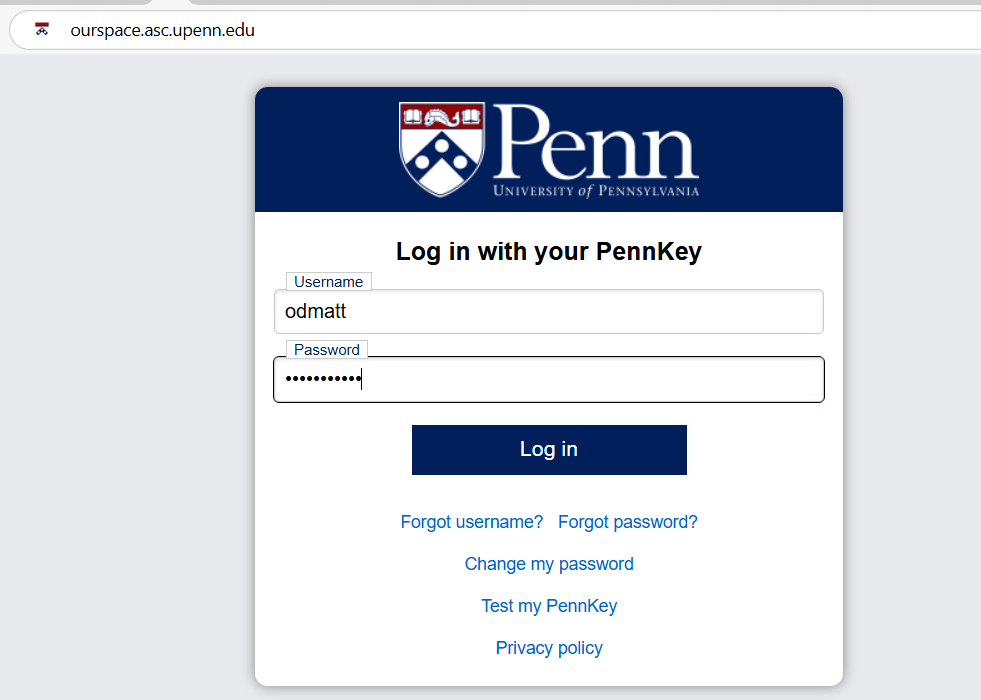 ourspace.asc.upenn.edu
Penn
UNIVERSITY of PENNSYLVANIA
Log in with your PennKey
Username
odmatt
Password
•••••••••••
Log in
Forgot username? Forgot password?
Change my password
Test my PennKey
Privacy policy